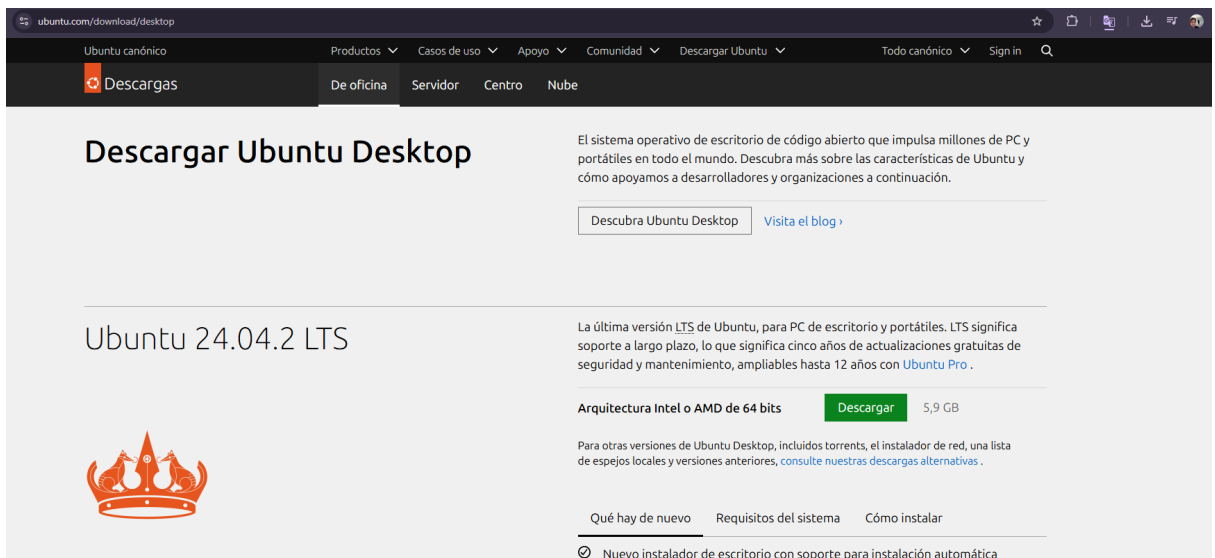 ubuntu.com/download/desktop
Ubuntu canónico
Productos
Casos de uso
Apoyo
Comunidad
Descargar Ubuntu
Todo canónico
Sign in
Descargas
De oficina
Servidor
Centro
Nube
Descargar Ubuntu Desktop
El sistema operativo de escritorio de código abierto que impulsa millones de PC y
portátiles en todo el mundo. Descubra más sobre las características de Ubuntu y
cómo apoyamos a desarrolladores y organizaciones a continuación.
Descubra Ubuntu Desktop
Visita el blog ›
Ubuntu 24.04.2 LTS
La última versión LTS de Ubuntu, para PC de escritorio y portátiles. LTS significa
soporte a largo plazo, lo que significa cinco años de actualizaciones gratuitas de
seguridad y mantenimiento, ampliables hasta 12 años con Ubuntu Pro .
Arquitectura Intel o AMD de 64 bits
Descargar
5,9 GB
Para otras versiones de Ubuntu Desktop, incluidos torrents, el instalador de red, una lista
de espejos locales y versiones anteriores, consulte nuestras descargas alternativas .
Qué hay de nuevo
Requisitos del sistema
Cómo instalar
Nuevo instalador de escritorio con soporte para instalación automática